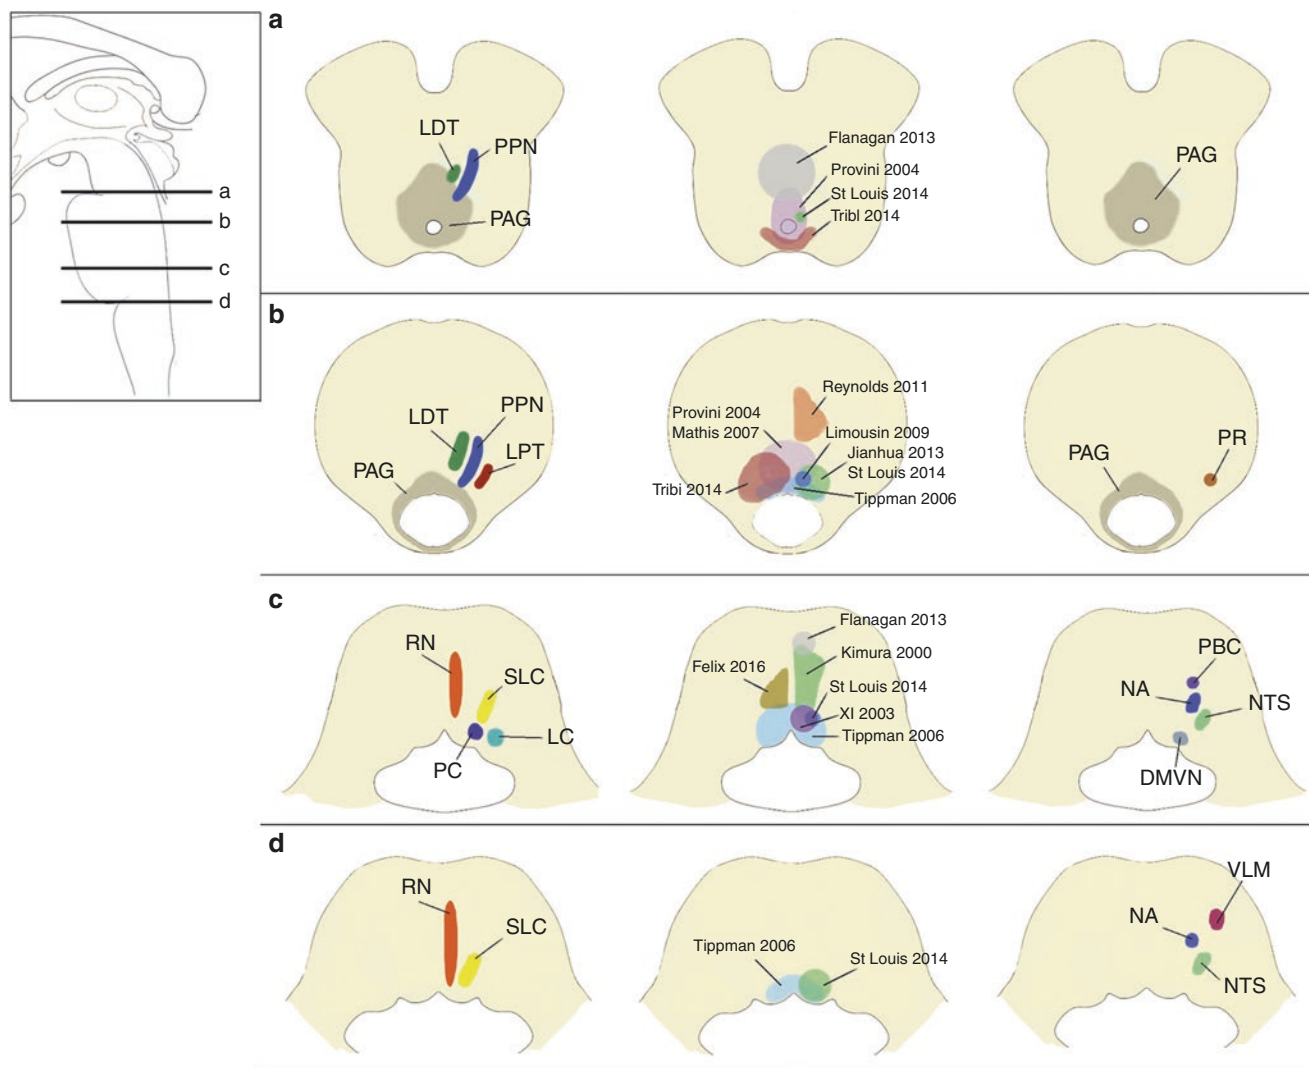 a
b
c
d
a
LDT
PPN
PAG
Flanagan 2013
Provini 2004
St Louis 2014
Tribl 2014
PAG
b
LDT
PPN
LPT
PAG
Reynolds 2011
Provini 2004
Mathis 2007
Limousin 2009
Jianhua 2013
St Louis 2014
Tribi 2014
Tippman 2006
PAG
PR
c
RN
SLC
PC
LC
Flanagan 2013
Kimura 2000
Felix 2016
St Louis 2014
XI 2003
Tippman 2006
PBC
NA
NTS
DMVN
d
RN
SLC
Tippman 2006
St Louis 2014
VLM
NA
NTS